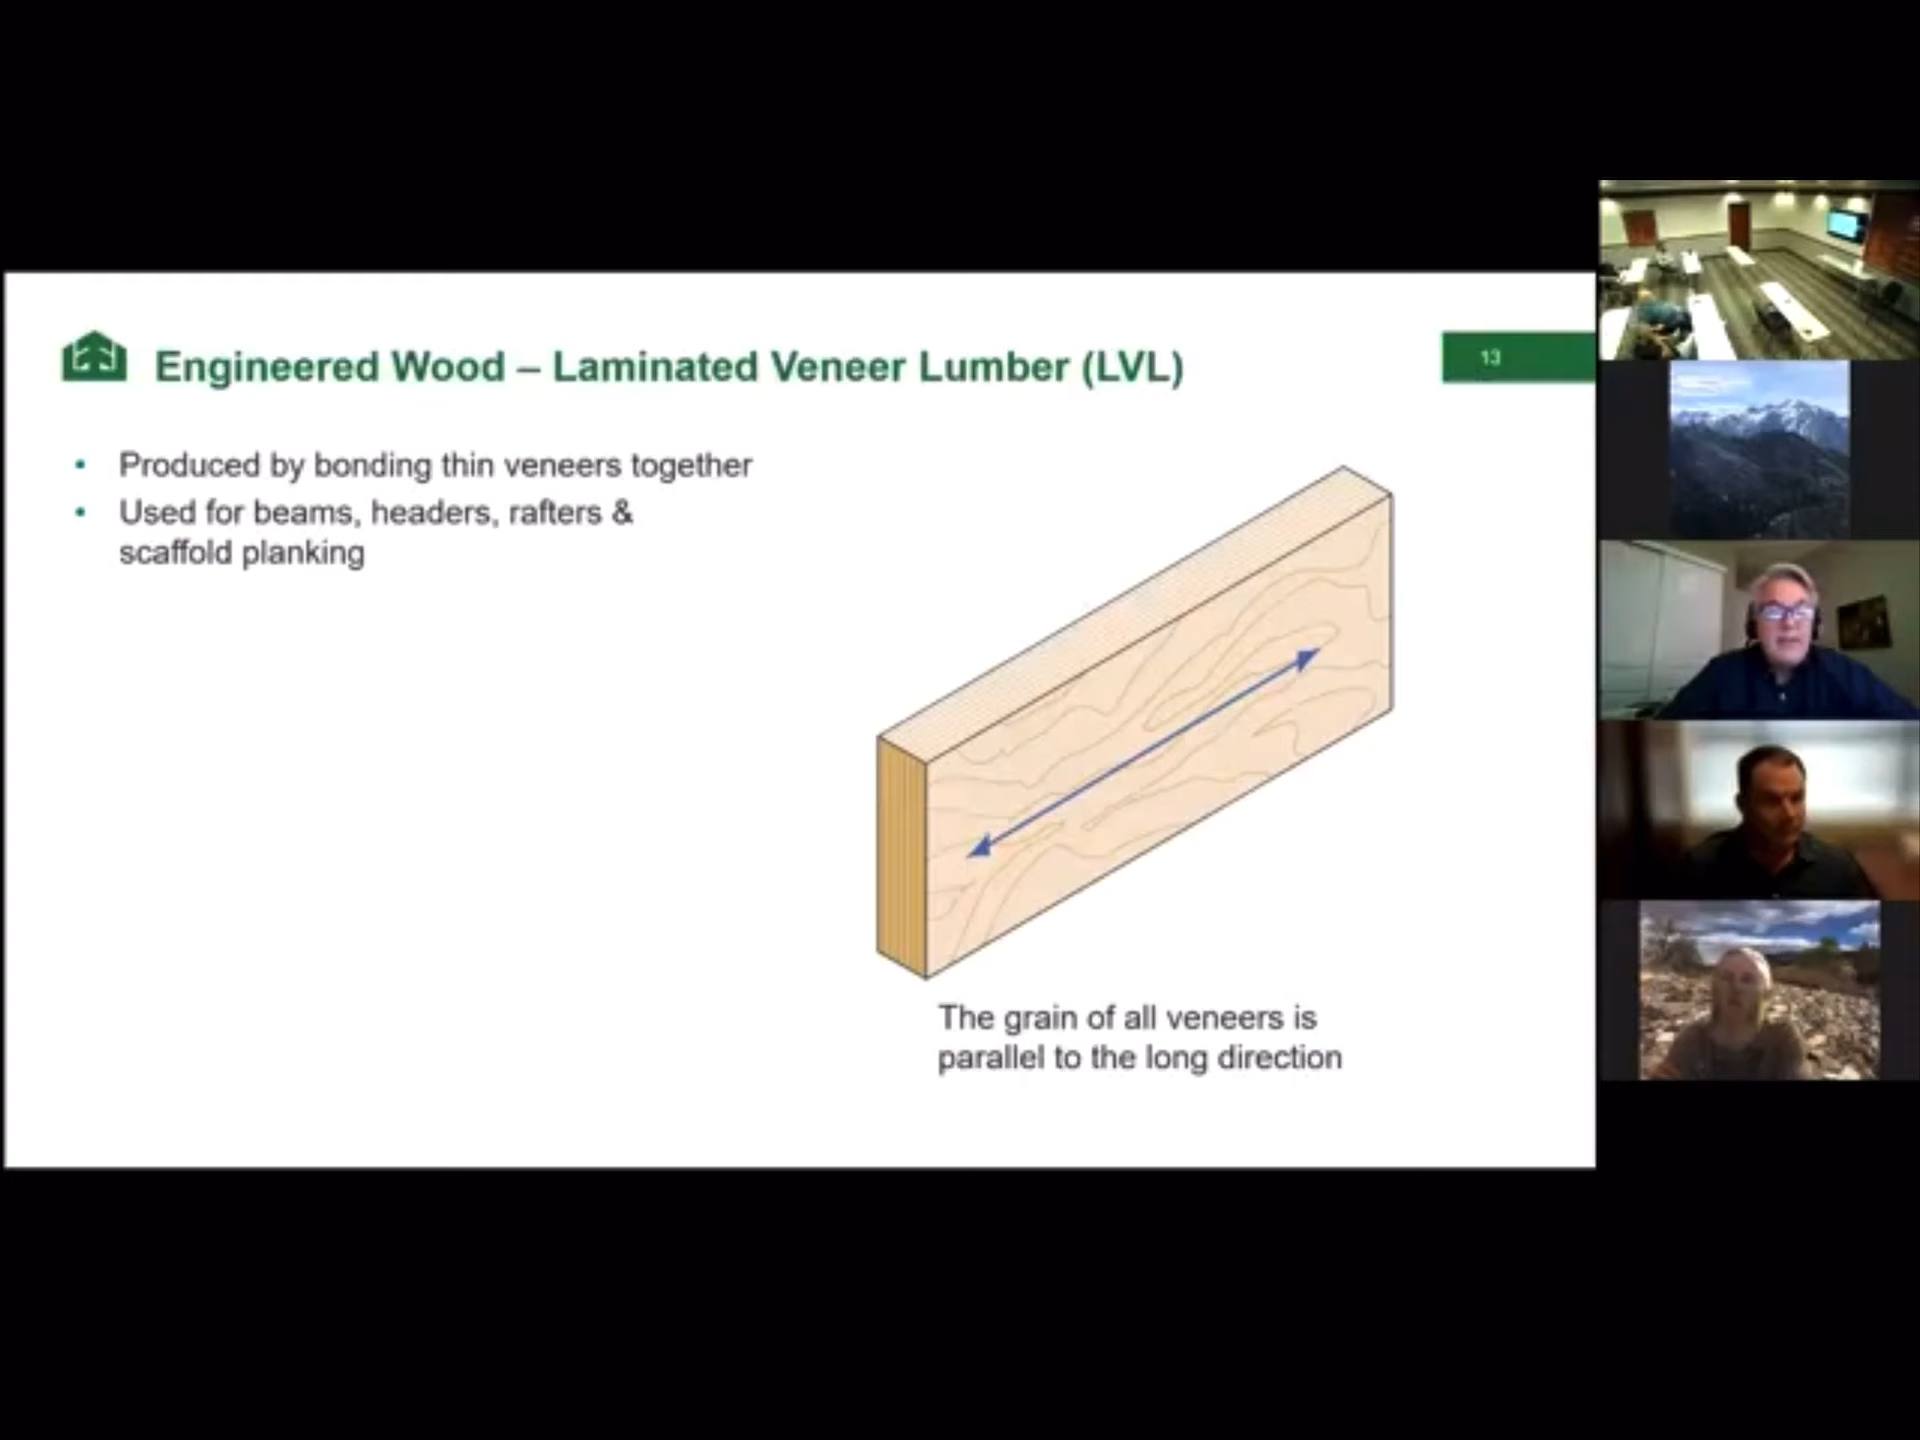 Engineered Wood – Laminated Veneer Lumber (LVL)
13
• Produced by bonding thin veneers together
• Used for beams, headers, rafters &
scaffold planking
The grain of all veneers is
parallel to the long direction